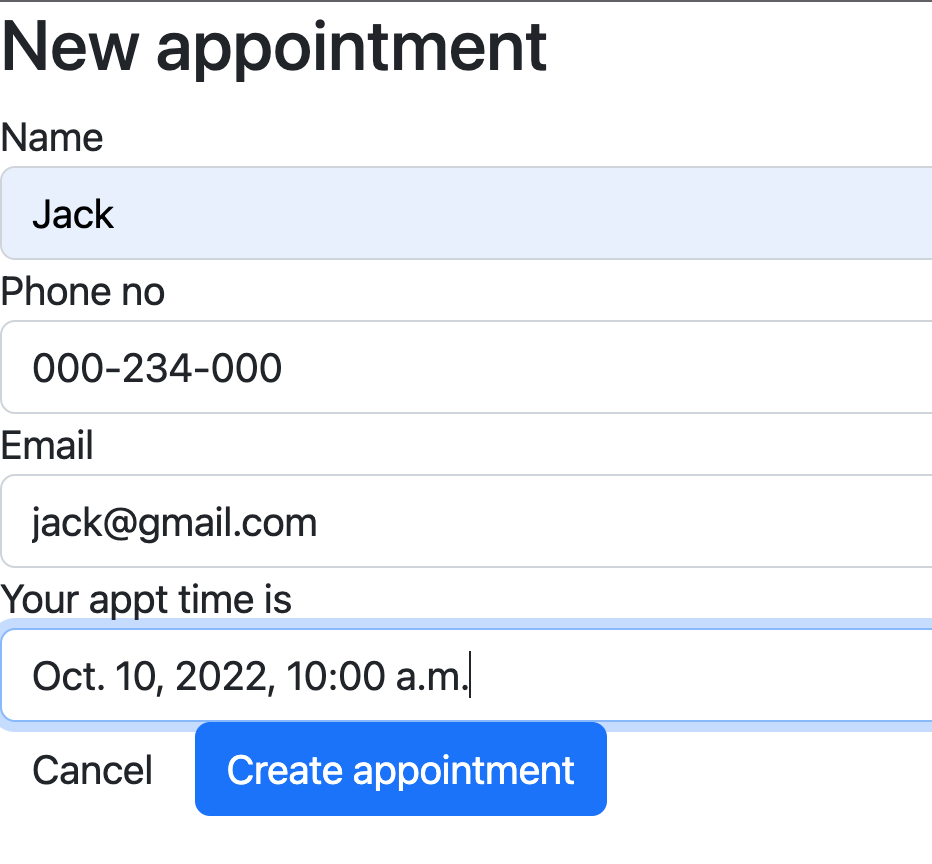 New appointment
Name
Jack
Phone no
000-234-000
Email
jack@gmail.com
Your appt time is
Oct. 10, 2022, 10:00 a.m.
Cancel Create appointment